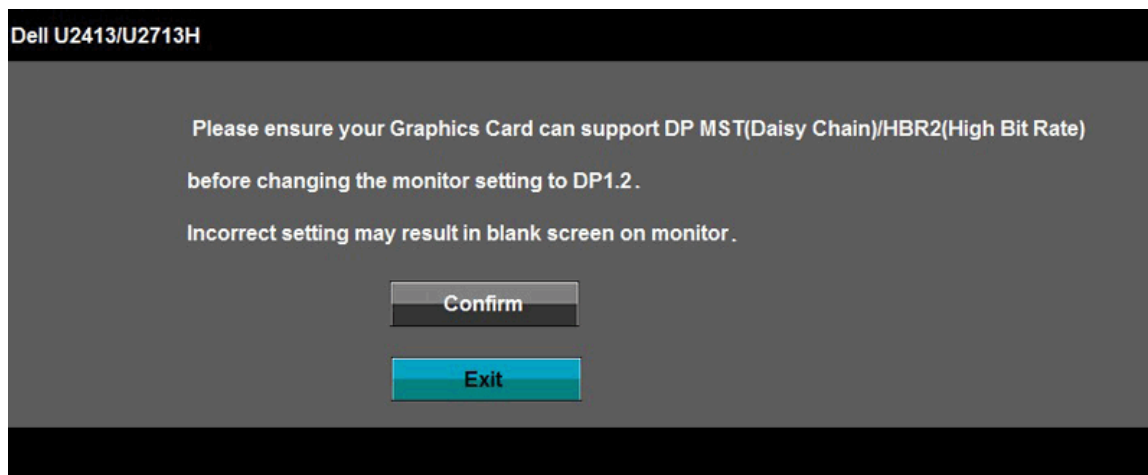 Dell U2413/U2713H
Please ensure your Graphics Card can support DP MST(Daisy Chain)/HBR2(High Bit Rate)
before changing the monitor setting to DP1.2.
Incorrect setting may result in blank screen on monitor.
Confirm
Exit